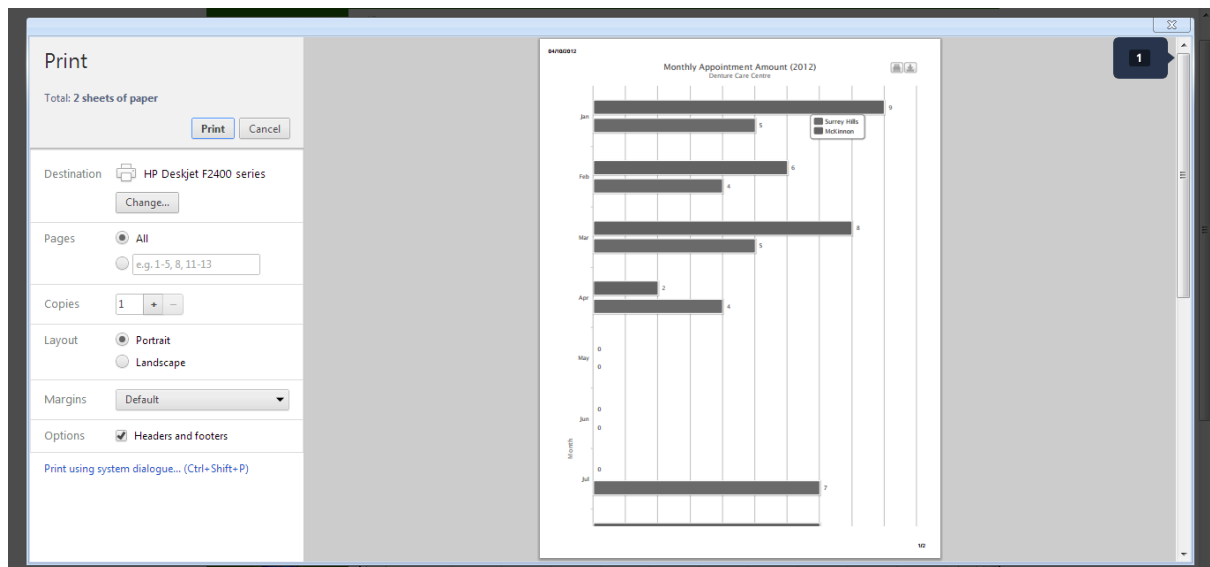 Print
Total: 2 sheets of paper
Print Cancel
Destination HP Deskjet F2400 series
Change...
Pages All
e.g. 1-5, 8, 11-13
Copies 1 + −
Layout Portrait
Landscape
Margins Default
Options Headers and footers
Print using system dialogue... (Ctrl+Shift+P)
04/10/2012
Monthly Appointment Amount (2012)
Denture Care Centre
Surrey Hills
McKinnon
Jan 9
5
Feb 6
4
Mar 8
5
Apr 2
4
May 0
0
Jun 0
0
Month
Jul 0
7
1/2
1